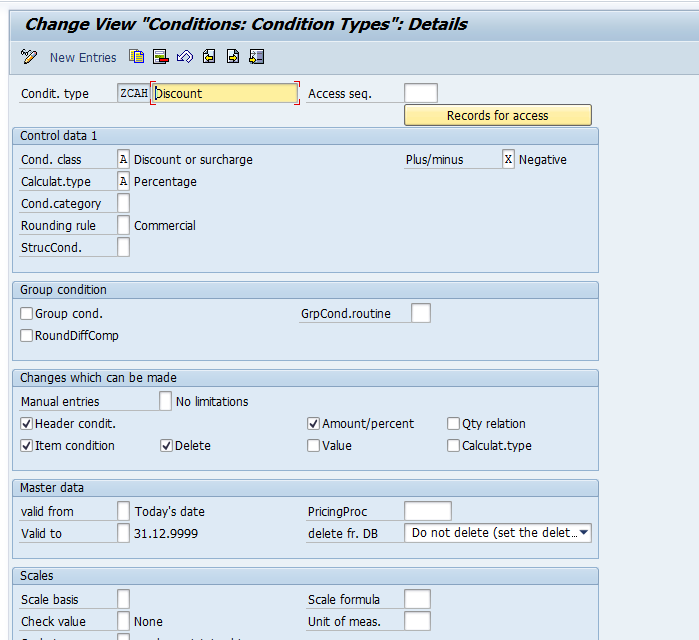 Change View "Conditions: Condition Types": Details
New Entries
Condit. type ZCAH Discount Access seq.
Records for access
Control data 1
Cond. class A Discount or surcharge Plus/minus X Negative
Calculat.type A Percentage
Cond.category
Rounding rule Commercial
StrucCond.
Group condition
Group cond. GrpCond.routine
RoundDiffComp
Changes which can be made
Manual entries No limitations
Header condit. Amount/percent Qty relation
Item condition Delete Value Calculat.type
Master data
valid from Today's date PricingProc
Valid to 31.12.9999 delete fr. DB Do not delete (set the delet...
Scales
Scale basis Scale formula
Check value None Unit of meas.